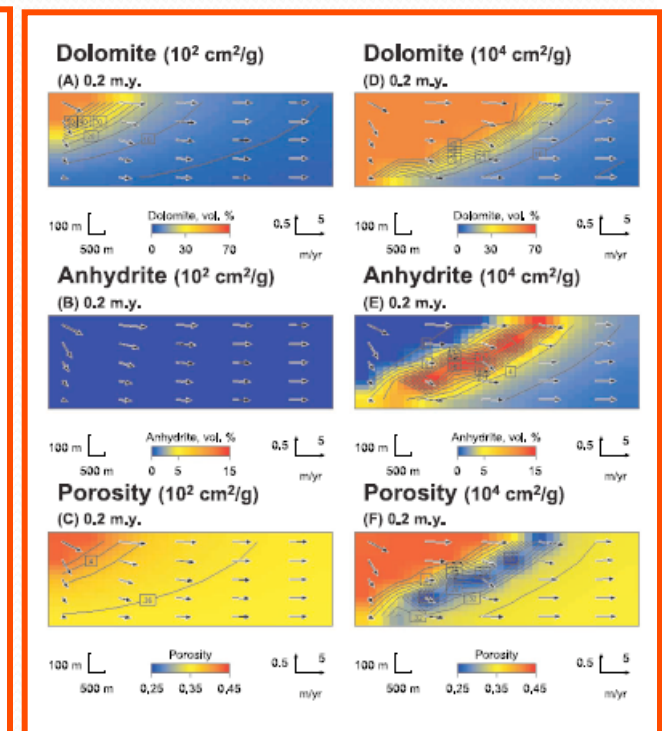 Dolomite (10² cm²/g)
(A) 0.2 m.y.
100 m
500 m
Dolomite, vol. %
0 30 70
0.5 5
m/yr
Anhydrite (10² cm²/g)
(B) 0.2 m.y.
100 m
500 m
Anhydrite, vol. %
0 5 15
0.5 5
m/yr
Porosity (10² cm²/g)
(C) 0.2 m.y.
100 m
500 m
Porosity
0.25 0.35 0.45
0.5 5
m/yr
Dolomite (10⁴ cm²/g)
(D) 0.2 m.y.
100 m
500 m
Dolomite, vol. %
0 30 70
0.5 5
m/yr
Anhydrite (10⁴ cm²/g)
(E) 0.2 m.y.
100 m
500 m
Anhydrite, vol. %
0 5 15
0.5 5
m/yr
Porosity (10⁴ cm²/g)
(F) 0.2 m.y.
100 m
500 m
Porosity
0.25 0.35 0.45
0.5 5
m/yr